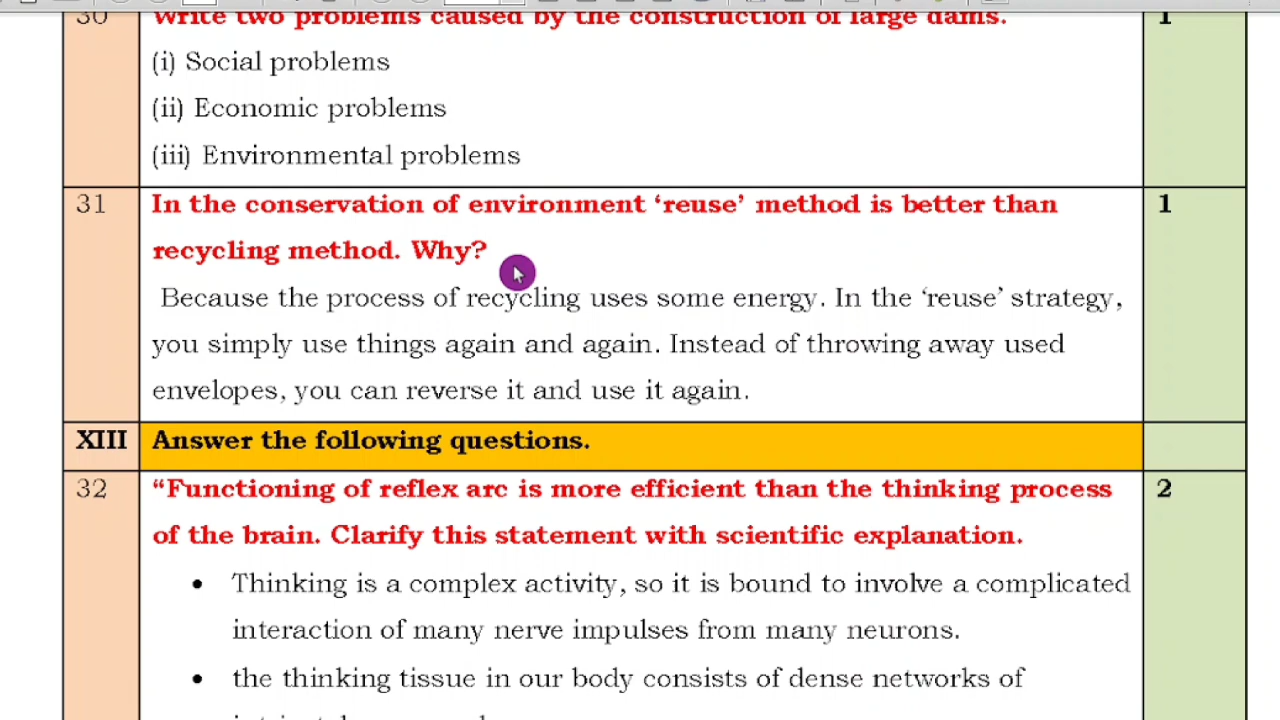 30 Write two problems caused by the construction of large dams. 1
(i) Social problems
(ii) Economic problems
(iii) Environmental problems
31 In the conservation of environment ‘reuse’ method is better than 1
recycling method. Why?
Because the process of recycling uses some energy. In the ‘reuse’ strategy,
you simply use things again and again. Instead of throwing away used
envelopes, you can reverse it and use it again.
XIII Answer the following questions.
32 “Functioning of reflex arc is more efficient than the thinking process 2
of the brain. Clarify this statement with scientific explanation.
• Thinking is a complex activity, so it is bound to involve a complicated
interaction of many nerve impulses from many neurons.
• the thinking tissue in our body consists of dense networks of